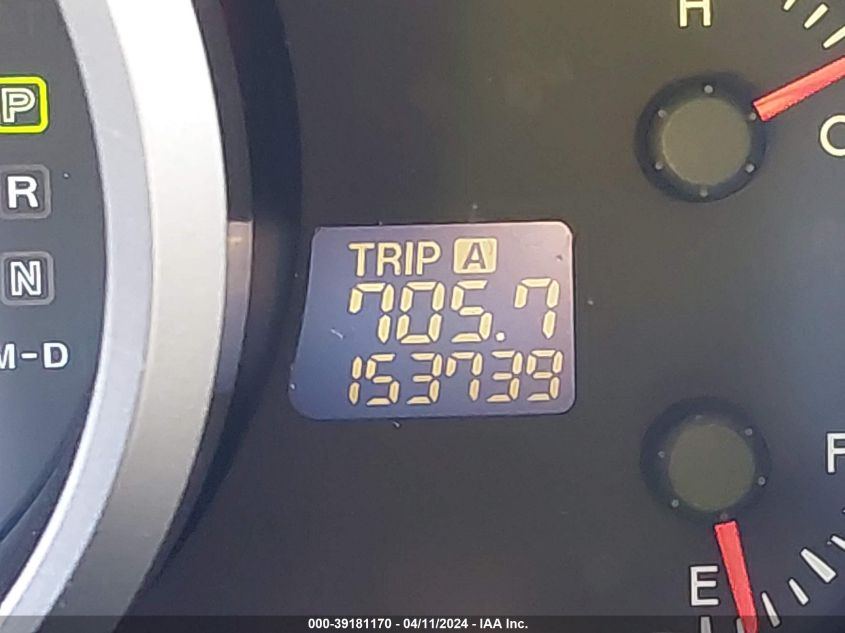 H
P
C
R
TRIP A
N
705.7
M-D
153739
F
E
000-39181170 - 04/11/2024 - IAA Inc.